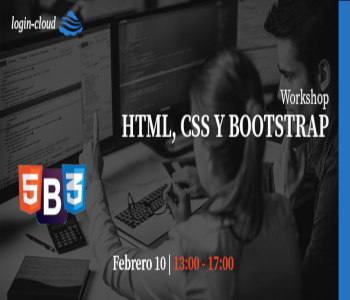 login-cloud
Workshop
HTML, CSS Y BOOTSTRAP
5 B 3
Febrero 10 | 13:00 - 17:00